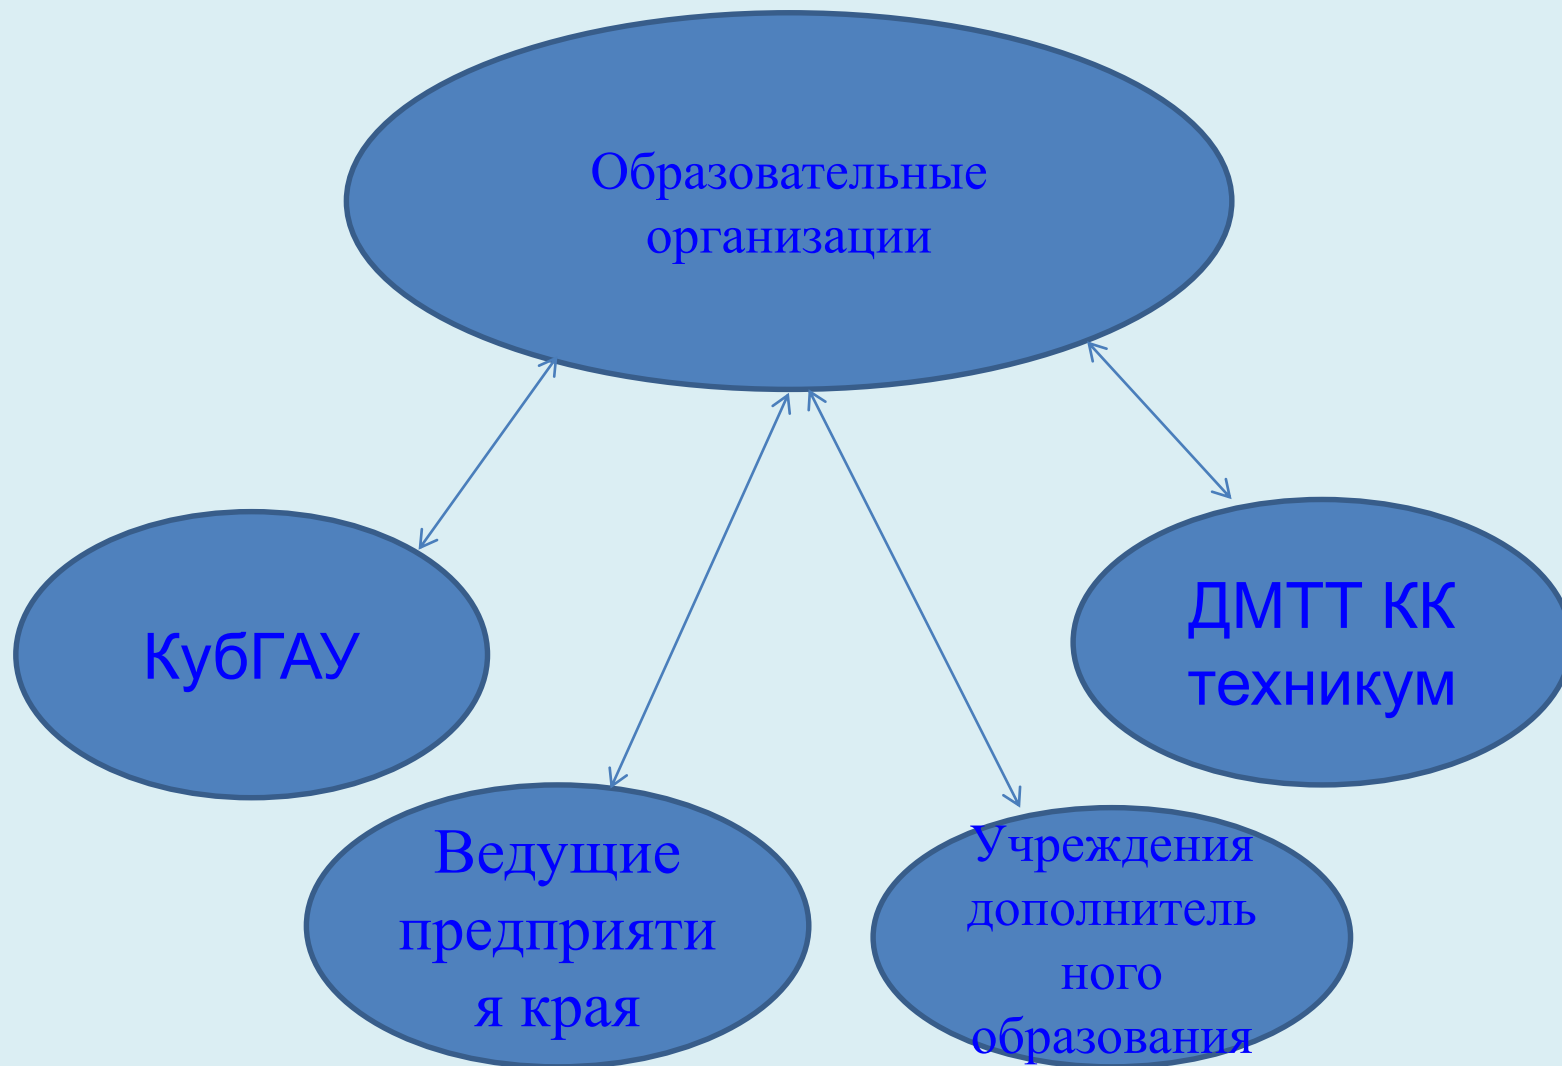 Образовательные
организации
КубГАУ
ДМТТ КК
техникум
Ведущие
предприяти
я края
Учреждения
дополнитель
ного
образования